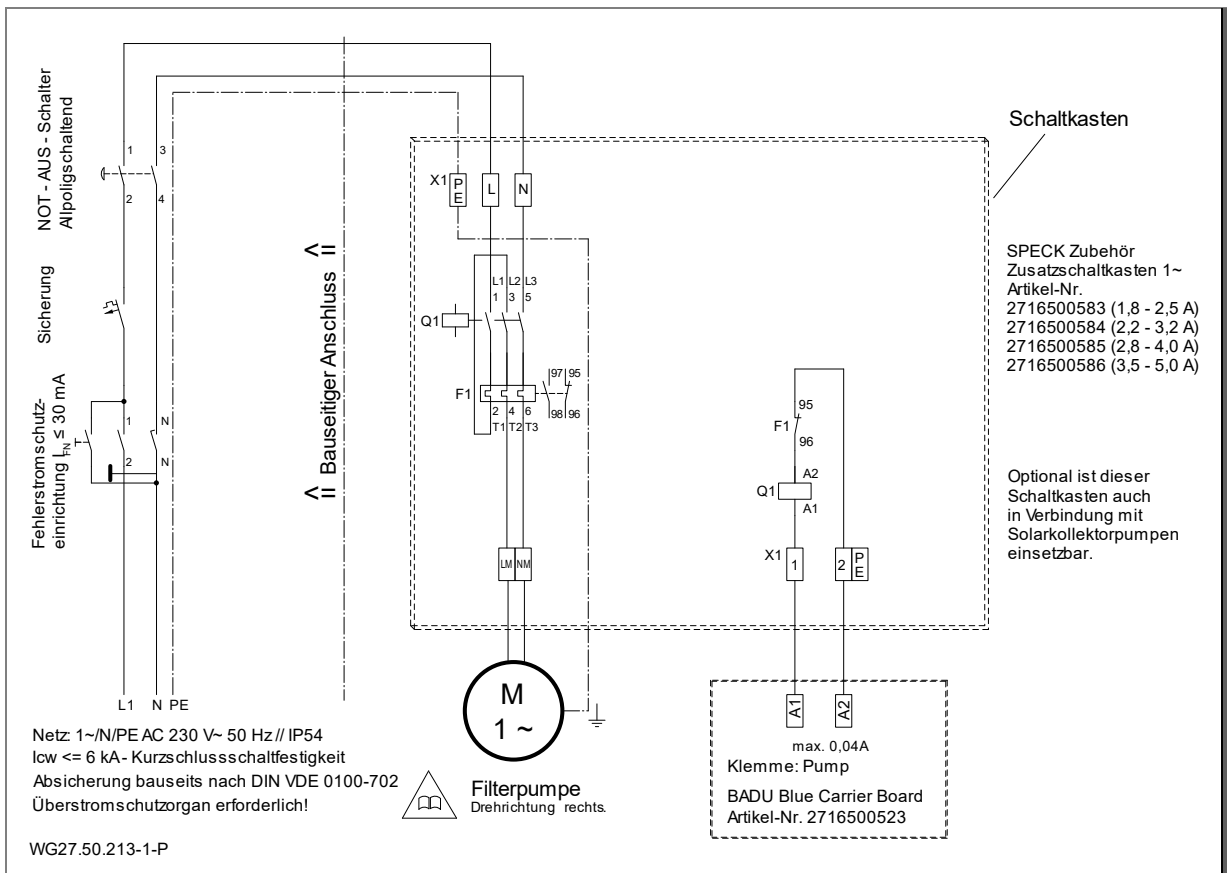 NOT - AUS - Schalter
Allpoligschaltend
1
3
2
4
Sicherung
Fehlerstromschutz-
einrichtung I FN ≤ 30 mA
1
N
2
N
<= Bauseitiger Anschluss <=
L1 N PE
Netz: 1~/N/PE AC 230 V~ 50 Hz // IP54
Icw <= 6 kA - Kurzschlussschaltfestigkeit
Absicherung bauseits nach DIN VDE 0100-702
Überstromschutzorgan erforderlich!
WG27.50.213-1-P
Schaltkasten
X1
PE
L
N
L1 L2 L3
1 3 5
Q1
97 95
F1
98 96
2 4 6
T1 T2 T3
LM NM
M
1 ~
Filterpumpe
Drehrichtung rechts.
95
F1
96
A2
Q1
A1
X1
1
2
PE
A1
A2
max. 0,04A
Klemme: Pump
BADU Blue Carrier Board
Artikel-Nr. 2716500523
SPECK Zubehör
Zusatzschaltkasten 1~
Artikel-Nr.
2716500583 (1,8 - 2,5 A)
2716500584 (2,2 - 3,2 A)
2716500585 (2,8 - 4,0 A)
2716500586 (3,5 - 5,0 A)
Optional ist dieser
Schaltkasten auch
in Verbindung mit
Solarkollektorpumpen
einsetzbar.